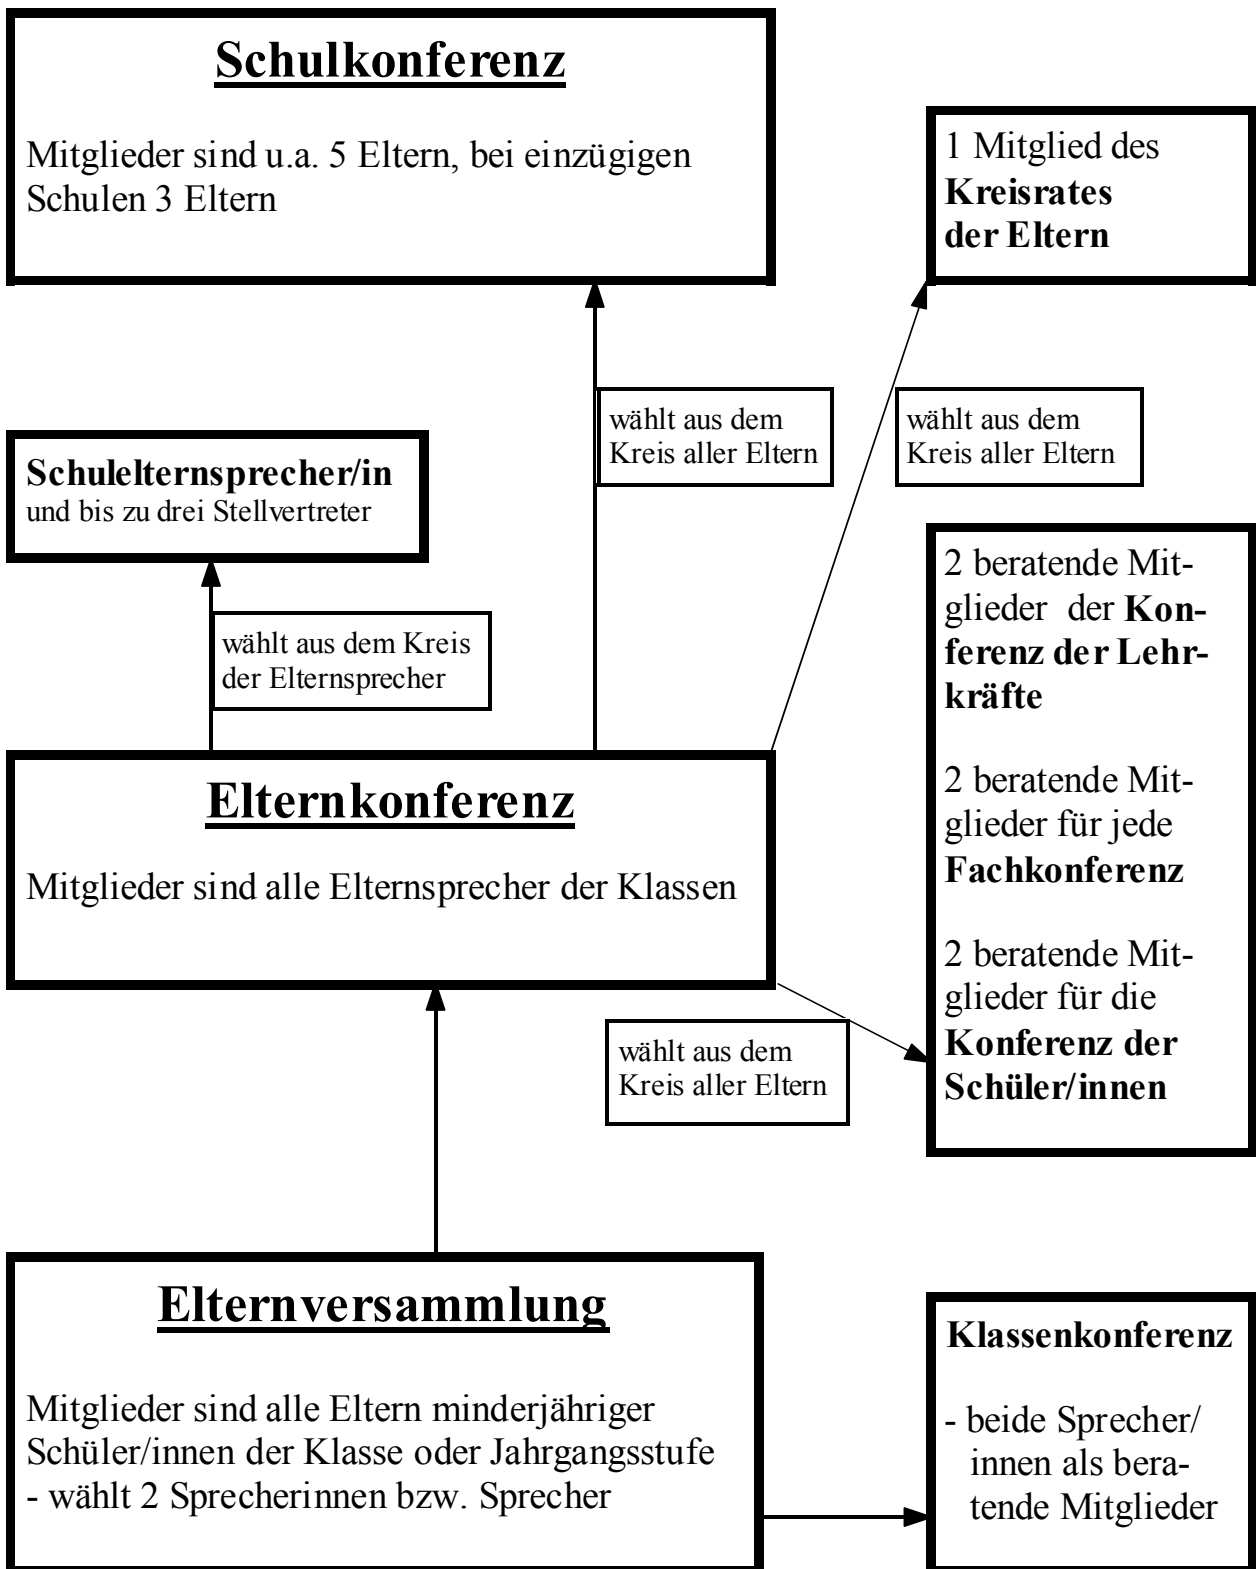 Schulkonferenz
Mitglieder sind u.a. 5 Eltern, bei einzügigen
Schulen 3 Eltern
1 Mitglied des
Kreisrates
der Eltern
wählt aus dem
Kreis aller Eltern
wählt aus dem
Kreis aller Eltern
Schulelternsprecher/in
und bis zu drei Stellvertreter
wählt aus dem Kreis
der Elternsprecher
2 beratende Mit-
glieder der Kon-
ferenz der Lehr-
kräfte
2 beratende Mit-
glieder für jede
Fachkonferenz
2 beratende Mit-
glieder für die
Konferenz der
Schüler/innen
Elternkonferenz
Mitglieder sind alle Elternsprecher der Klassen
wählt aus dem
Kreis aller Eltern
Elternversammlung
Mitglieder sind alle Eltern minderjähriger
Schüler/innen der Klasse oder Jahrgangsstufe
- wählt 2 Sprecherinnen bzw. Sprecher
Klassenkonferenz
- beide Sprecher/
innen als bera-
tende Mitglieder